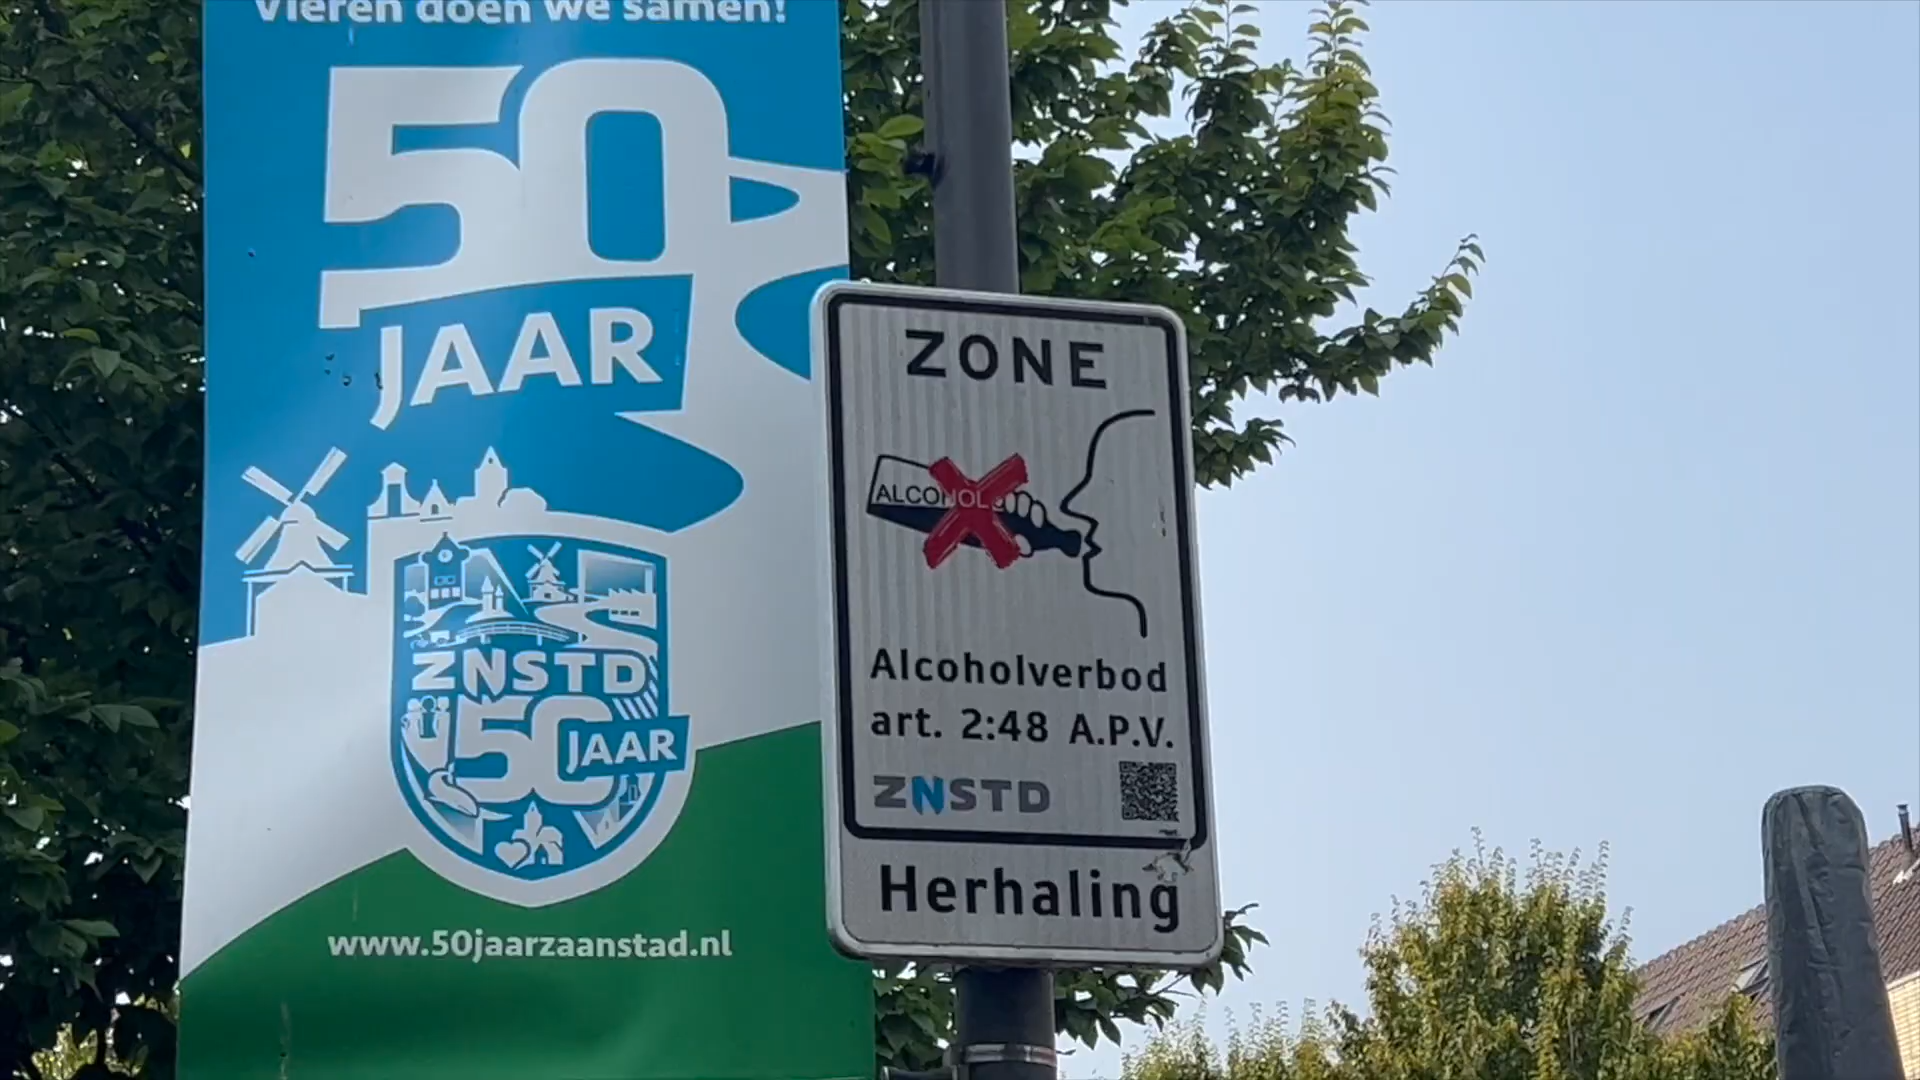 Vieren doen we samen!
50
JAAR
ZNSTD
50
JAAR
www.50jaarzaanstad.nl
ZONE
ALCOHOL
Alcoholverbod
art. 2:48 A.P.V.
ZNSTD
Herhaling